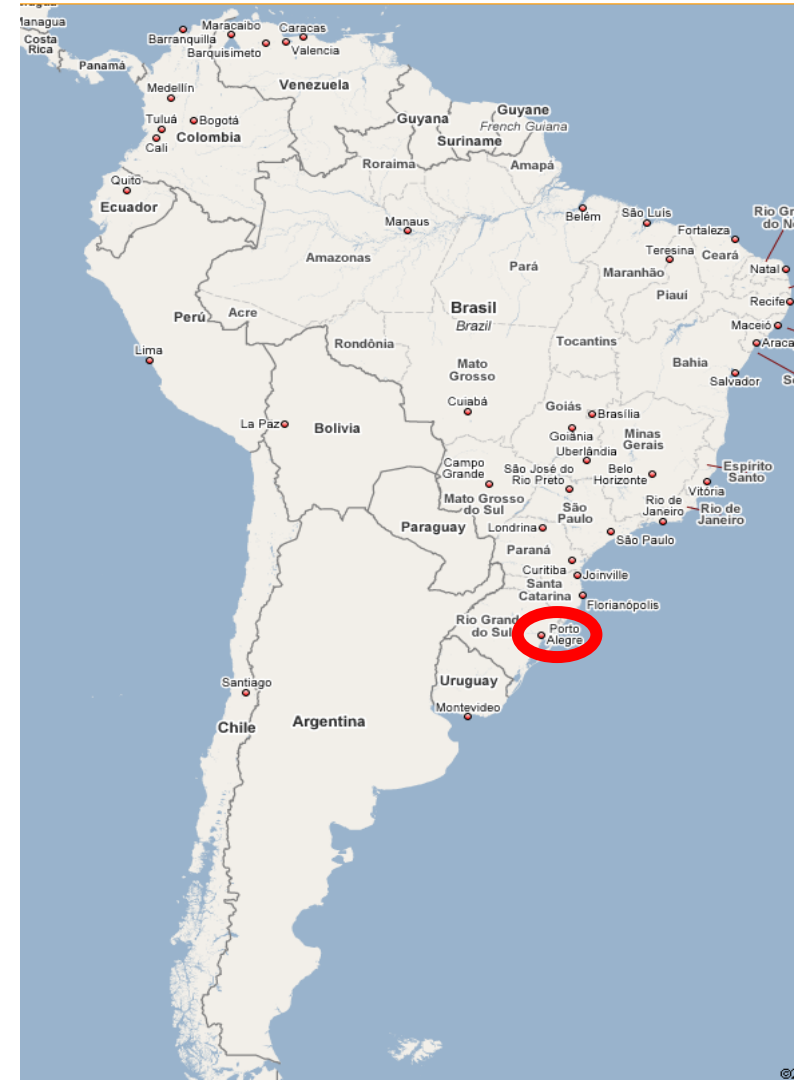 Managua
Costa
Rica
Panamá
Barranquilla
Maracaibo
Caracas
Barquisimeto
Valencia
Medellín
Venezuela
Tuluá
Bogotá
Cali
Colombia
Guyana
Guyane
French Guiana
Suriname
Roraima
Amapá
Quito
Ecuador
Manaus
Belém
São Luís
Fortaleza
Teresina
Ceará
Natal
Amazonas
Pará
Maranhão
Piauí
Recife
Perú
Acre
Brasil
Brazil
Maceió
Lima
Rondônia
Tocantins
Mato
Grosso
Bahia
Salvador
Cuiabá
Goiás
Brasília
La Paz
Bolivia
Goiânia
Minas
Gerais
Uberlândia
Campo
Grande
São José do
Rio Preto
Belo
Horizonte
Espírito
Santo
Vitória
Mato Grosso
do Sul
São
Paulo
Rio de
Janeiro
Rio de
Janeiro
Paraguay
Londrina
São Paulo
Paraná
Curitiba
Joinville
Santa
Catarina
Florianópolis
Rio Grand
do Sul
Porto
Alegre
Uruguay
Santiago
Montevideo
Chile
Argentina